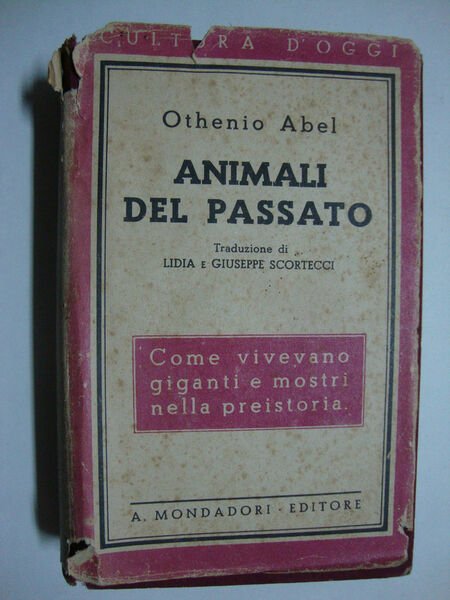 CULTURA D'OGGI
Othenio Abel
ANIMALI
DEL PASSATO
Traduzione di
LIDIA E GIUSEPPE SCORTECCI
Come vivevano
giganti e mostri
nella preistoria.
A. MONDADORI · EDITORE